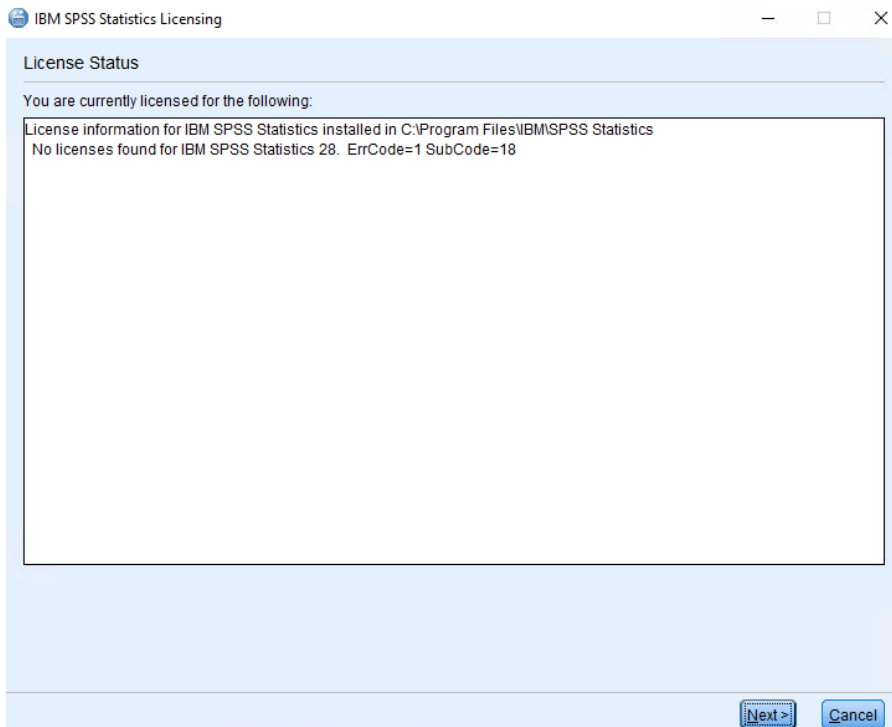 IBM SPSS Statistics Licensing
License Status
You are currently licensed for the following:
License information for IBM SPSS Statistics installed in C:\Program Files\IBM\SPSS Statistics
No licenses found for IBM SPSS Statistics 28. ErrCode=1 SubCode=18
Next >
Cancel